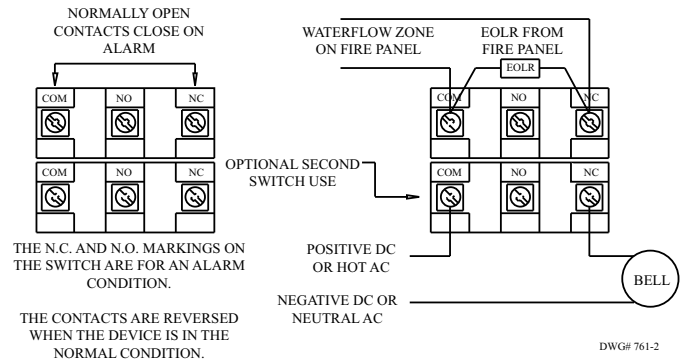 NORMALLY OPEN
CONTACTS CLOSE ON
ALARM
COM
NO
NC
COM
NO
NC
THE N.C. AND N.O. MARKINGS ON
THE SWITCH ARE FOR AN ALARM
CONDITION.
THE CONTACTS ARE REVERSED
WHEN THE DEVICE IS IN THE
NORMAL CONDITION.
WATERFLOW ZONE
ON FIRE PANEL
EOLR FROM
FIRE PANEL
EOLR
COM
NO
NC
OPTIONAL SECOND
SWITCH USE
COM
NO
NC
POSITIVE DC
OR HOT AC
NEGATIVE DC OR
NEUTRAL AC
BELL
DWG# 761-2